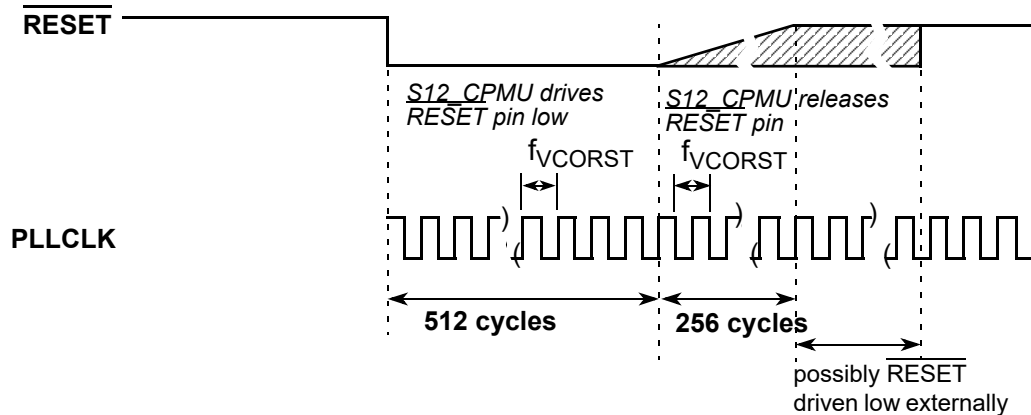 RESET
S12_CPMU drives
RESET pin low
S12_CPMU releases
RESET pin
fVCORST
fVCORST
)
(
)
(
)
(
PLLCLK
512 cycles
256 cycles
possibly RESET
driven low externally